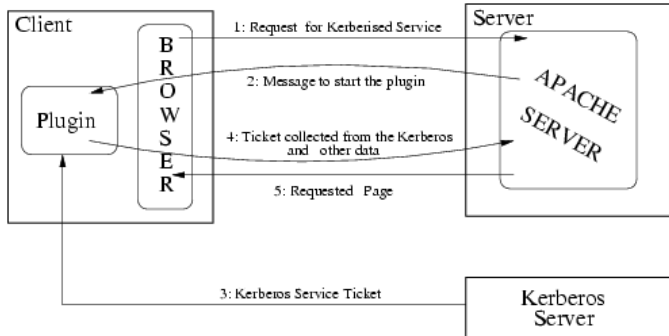 Client
Server
1: Request for Kerberised Service
BROWSER
2: Message to start the plugin
APACHE
SERVER
Plugin
4: Ticket collected from the Kerberos
and other data
5: Requested Page
3: Kerberos Service Ticket
Kerberos
Server